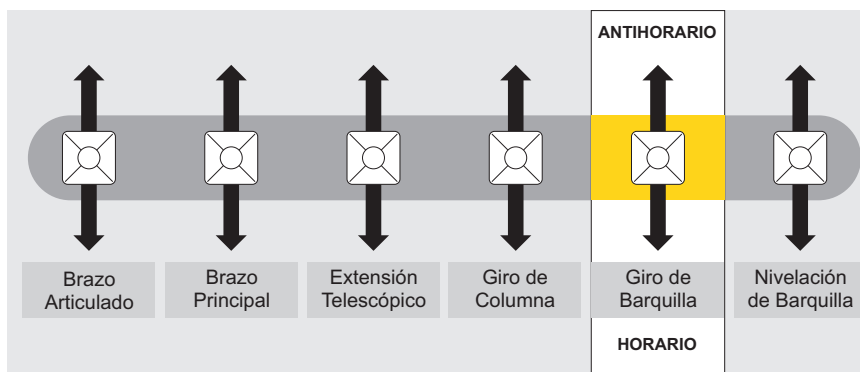 ANTIHORARIO
Brazo
Articulado
Brazo
Principal
Extensión
Telescópico
Giro de
Columna
Giro de
Barquilla
Nivelación
de Barquilla
HORARIO